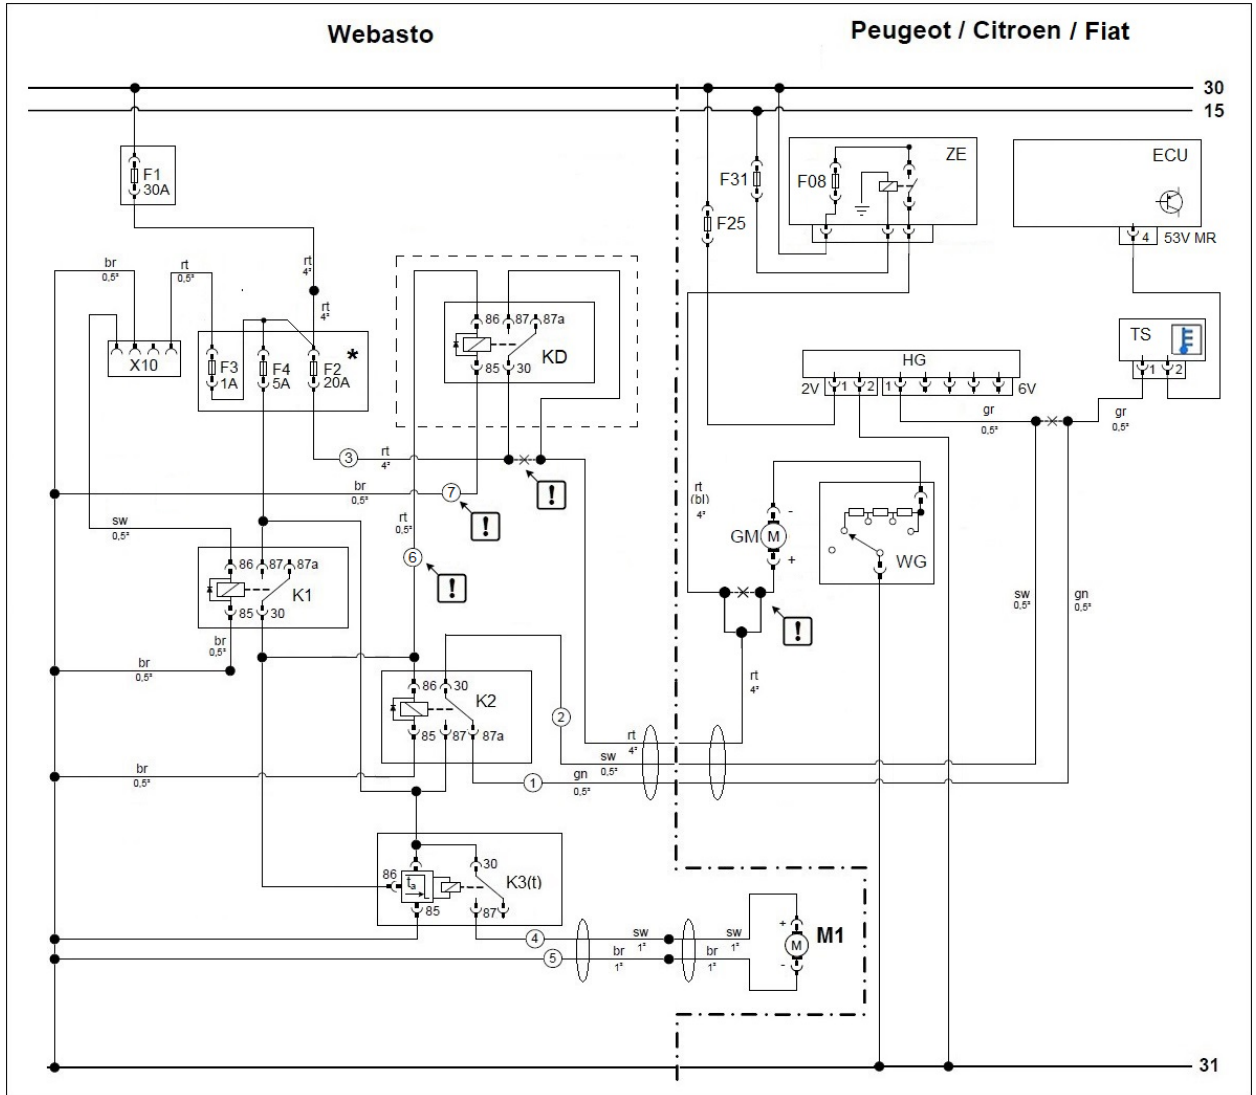 Webasto
Peugeot / Citroen / Fiat
30
15
F1
30A
F31
F25
F08
ZE
ECU
4
53V MR
br
0,5²
rt
0,5²
rt
4²
rt
4²
X10
F3
1A
F4
5A
F2
20A
*
86
87
87a
KD
85
30
TS
1
2
HG
2V
1
2
1
6V
gr
0,5²
gr
0,5²
3
rt
4²
!
br
0,5²
7
!
sw
0,5²
rt
0,5²
6
!
rt
(bl)
4²
GM
M
-
+
WG
!
86
87
87a
K1
85
30
br
0,5²
br
0,5²
sw
0,5²
gn
0,5²
rt
4²
86
30
K2
85
87
87a
2
rt
4²
sw
0,5²
br
0,5²
1
gn
0,5²
86
ta
30
K3(t)
85
87
4
sw
1²
sw
1²
5
br
1²
br
1²
+
M
-
M1
31